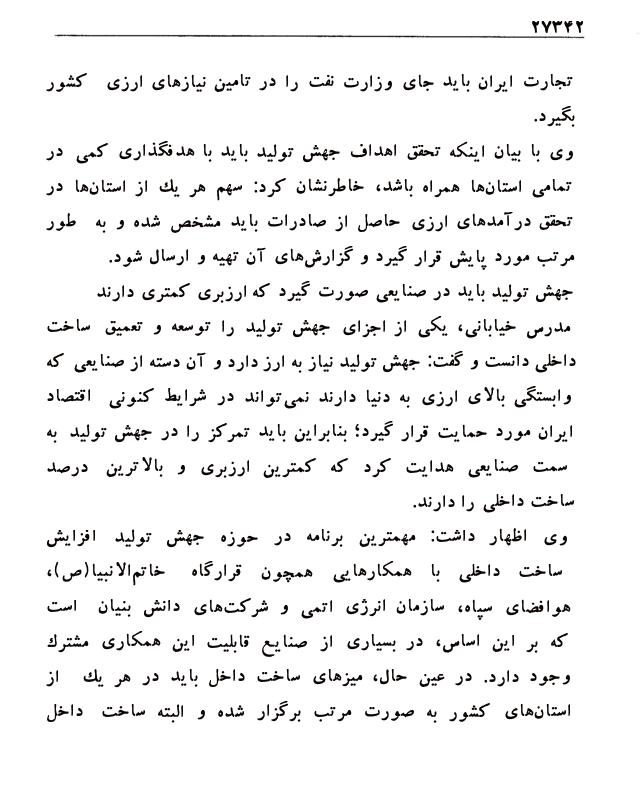 ۲۷۳۴۲
تجارت ایران باید جای وزارت نفت را در تامین نیازهای ارزی کشور
بگیرد.
وی با بیان اینکه تحقق اهداف جهش تولید باید با هدفگذاری کمی در
تمامی استان‌ها همراه باشد، خاطرنشان کرد: سهم هر یك از استان‌ها در
تحقق درآمدهای ارزی حاصل از صادرات باید مشخص شده و به طور
مرتب مورد پایش قرار گیرد و گزارش‌های آن تهیه و ارسال شود.
جهش تولید باید در صنایعی صورت گیرد که ارزبری کمتری دارند
مدرس خیابانی، یکی از اجزای جهش تولید را توسعه و تعمیق ساخت
داخلی دانست و گفت: جهش تولید نیاز به ارز دارد و آن دسته از صنایعی که
وابستگی بالای ارزی به دنیا دارند نمی‌تواند در شرایط کنونی اقتصاد
ایران مورد حمایت قرار گیرد؛ بنابراین باید تمرکز را در جهش تولید به
سمت صنایعی هدایت کرد که کمترین ارزبری و بالاترین درصد
ساخت داخلی را دارند.
وی اظهار داشت: مهمترین برنامه در حوزه جهش تولید افزایش
ساخت داخلی با همکارهایی همچون قرارگاه خاتم‌الانبیا(ص)،
هوافضای سپاه، سازمان انرژی اتمی و شرکت‌های دانش بنیان است
که بر این اساس، در بسیاری از صنایع قابلیت این همکاری مشترك
وجود دارد. در عین حال، میزهای ساخت داخل باید در هر یك از
استان‌های کشور به صورت مرتب برگزار شده و البته ساخت داخل